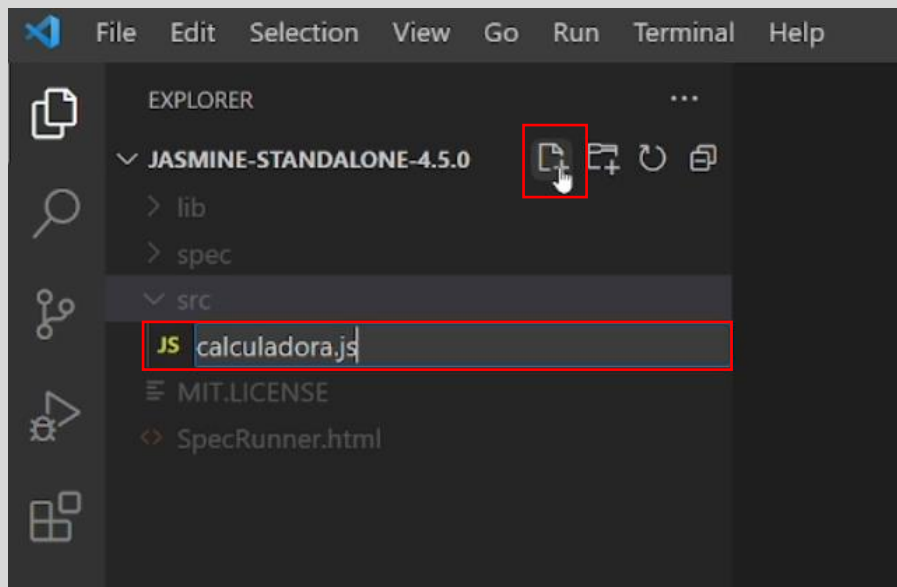 File Edit Selection View Go Run Terminal Help
EXPLORER
JASMINE-STANDALONE-4.5.0
lib
spec
src
JS calculadora.js
MIT.LICENSE
SpecRunner.html